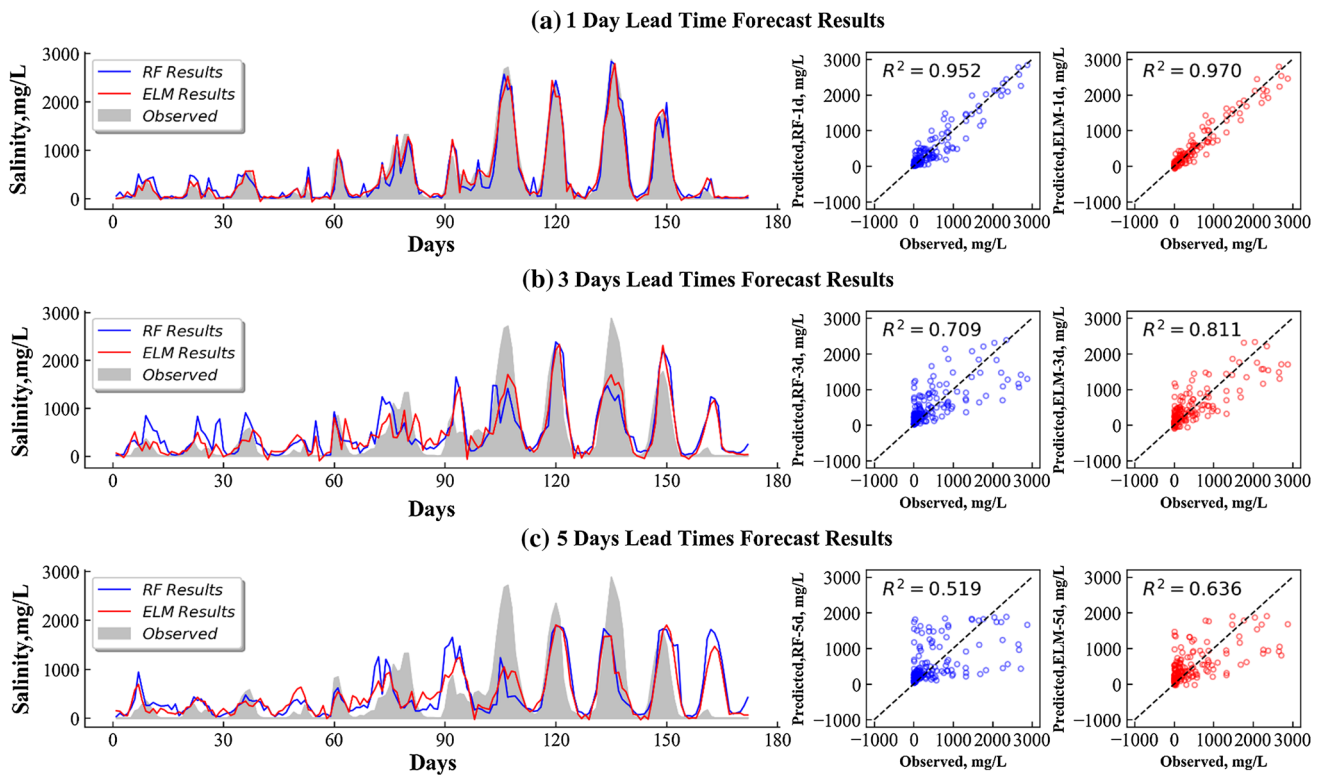 (a) 1 Day Lead Time Forecast Results
Salinity,mg/L
3000
2000
1000
0
RF Results
ELM Results
Observed
0 30 60 90 120 150 180
Days
Predicted,RF-1d, mg/L
3000
2000
1000
0
−1000
R² = 0.952
−1000 0 1000 2000 3000
Observed, mg/L
Predicted,ELM-1d, mg/L
3000
2000
1000
0
−1000
R² = 0.970
−1000 0 1000 2000 3000
Observed, mg/L
(b) 3 Days Lead Times Forecast Results
Salinity,mg/L
3000
2000
1000
0
RF Results
ELM Results
Observed
0 30 60 90 120 150 180
Days
Predicted,RF-3d, mg/L
3000
2000
1000
0
−1000
R² = 0.709
−1000 0 1000 2000 3000
Observed, mg/L
Predicted,ELM-3d, mg/L
3000
2000
1000
0
−1000
R² = 0.811
−1000 0 1000 2000 3000
Observed, mg/L
(c) 5 Days Lead Times Forecast Results
Salinity,mg/L
3000
2000
1000
0
RF Results
ELM Results
Observed
0 30 60 90 120 150 180
Days
Predicted,RF-5d, mg/L
3000
2000
1000
0
−1000
R² = 0.519
−1000 0 1000 2000 3000
Observed, mg/L
Predicted,ELM-5d, mg/L
3000
2000
1000
0
−1000
R² = 0.636
−1000 0 1000 2000 3000
Observed, mg/L